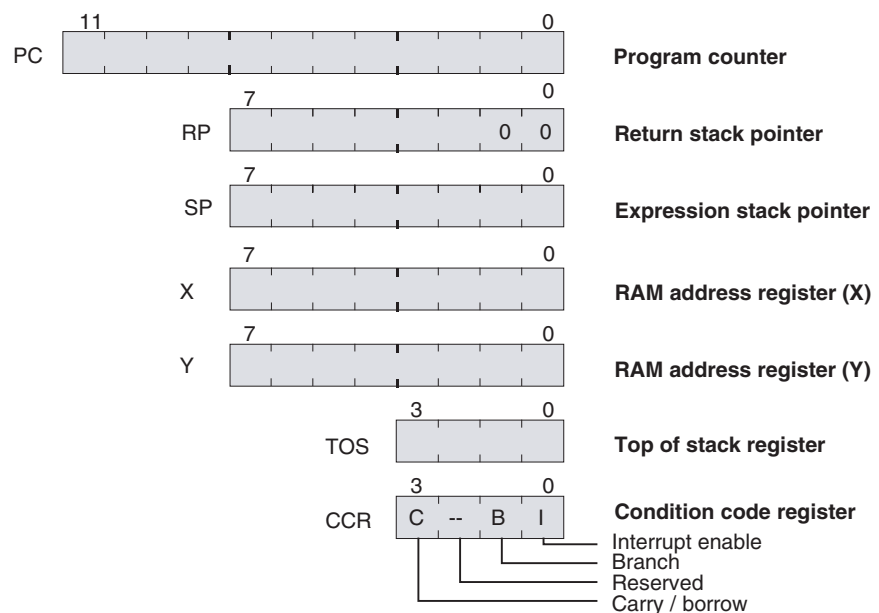 11 0
PC Program counter
7 0
RP 0 0 Return stack pointer
7 0
SP Expression stack pointer
7 0
X RAM address register (X)
7 0
Y RAM address register (Y)
3 0
TOS Top of stack register
3 0
CCR C -- B I Condition code register
Interrupt enable
Branch
Reserved
Carry / borrow